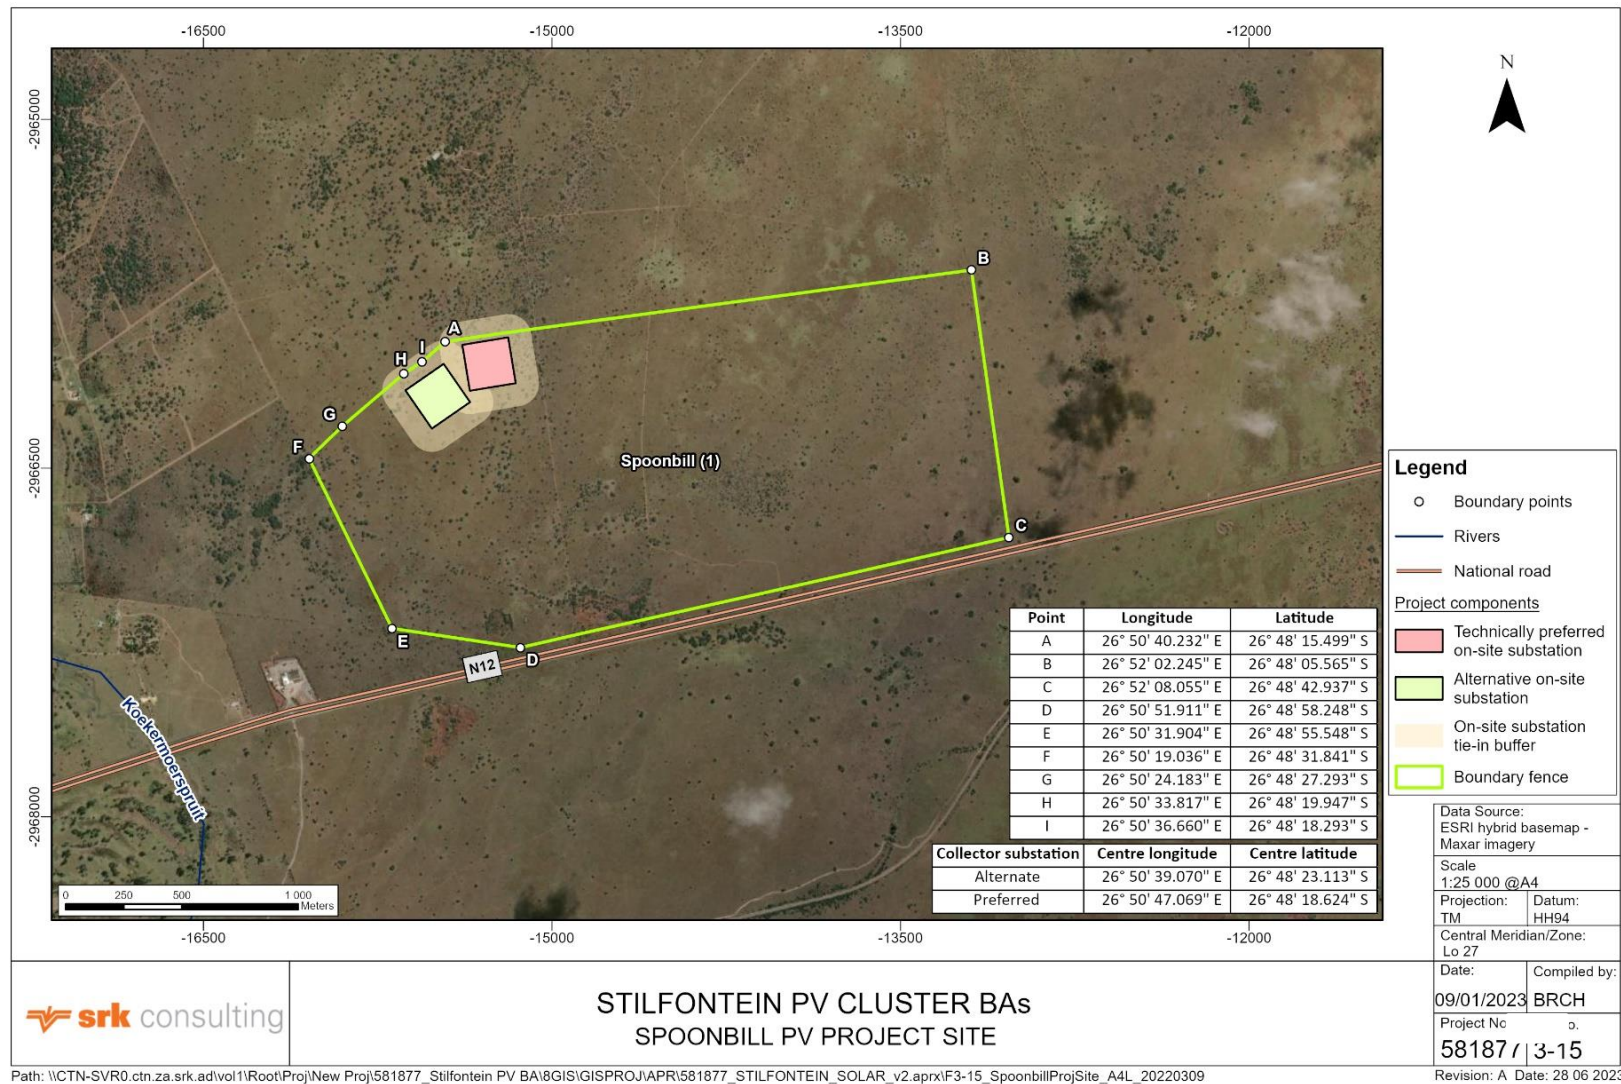 -16500 -15000 -13500 -12000
N
-2965000
-2966500
-2968000
A
B
C
D
E
F
G
H
I
Spoonbill (1)
N12
Koekermoerspruit
Point Longitude Latitude
A 26° 50' 40.232" E 26° 48' 15.499" S
B 26° 52' 02.245" E 26° 48' 05.565" S
C 26° 52' 08.055" E 26° 48' 42.937" S
D 26° 50' 51.911" E 26° 48' 58.248" S
E 26° 50' 31.904" E 26° 48' 55.548" S
F 26° 50' 19.036" E 26° 48' 31.841" S
G 26° 50' 24.183" E 26° 48' 27.293" S
H 26° 50' 33.817" E 26° 48' 19.947" S
I 26° 50' 36.660" E 26° 48' 18.293" S
Collector substation Centre longitude Centre latitude
Alternate 26° 50' 39.070" E 26° 48' 23.113" S
Preferred 26° 50' 47.069" E 26° 48' 18.624" S
0 250 500 1 000
Meters
-16500 -15000 -13500 -12000
Legend
Boundary points
Rivers
National road
Project components
Technically preferred
on-site substation
Alternative on-site
substation
On-site substation
tie-in buffer
Boundary fence
Data Source:
ESRI hybrid basemap -
Maxar imagery
Scale
1:25 000 @A4
Projection: Datum:
TM HH94
Central Meridian/Zone:
Lo 27
Date: Compiled by:
09/01/2023 BRCH
Project No
581877 3-15
srk consulting
STILFONTEIN PV CLUSTER BAs
SPOONBILL PV PROJECT SITE
Path: \\CTN-SVR0.ctn.za.srk.ad\vol1\Root\Proj\New Proj\581877_Stilfontein PV BA\8GIS\GISPROJ\APR\581877_STILFONTEIN_SOLAR_v2.aprx\F3-15_SpoonbillProjSite_A4L_20220309
Revision: A Date: 28 06 202